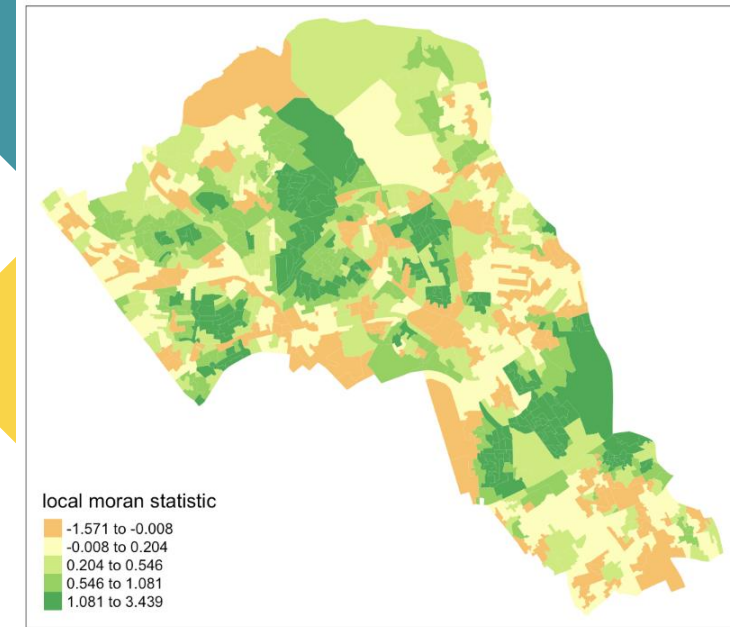 local moran statistic
-1.571 to -0.008
-0.008 to 0.204
0.204 to 0.546
0.546 to 1.081
1.081 to 3.439